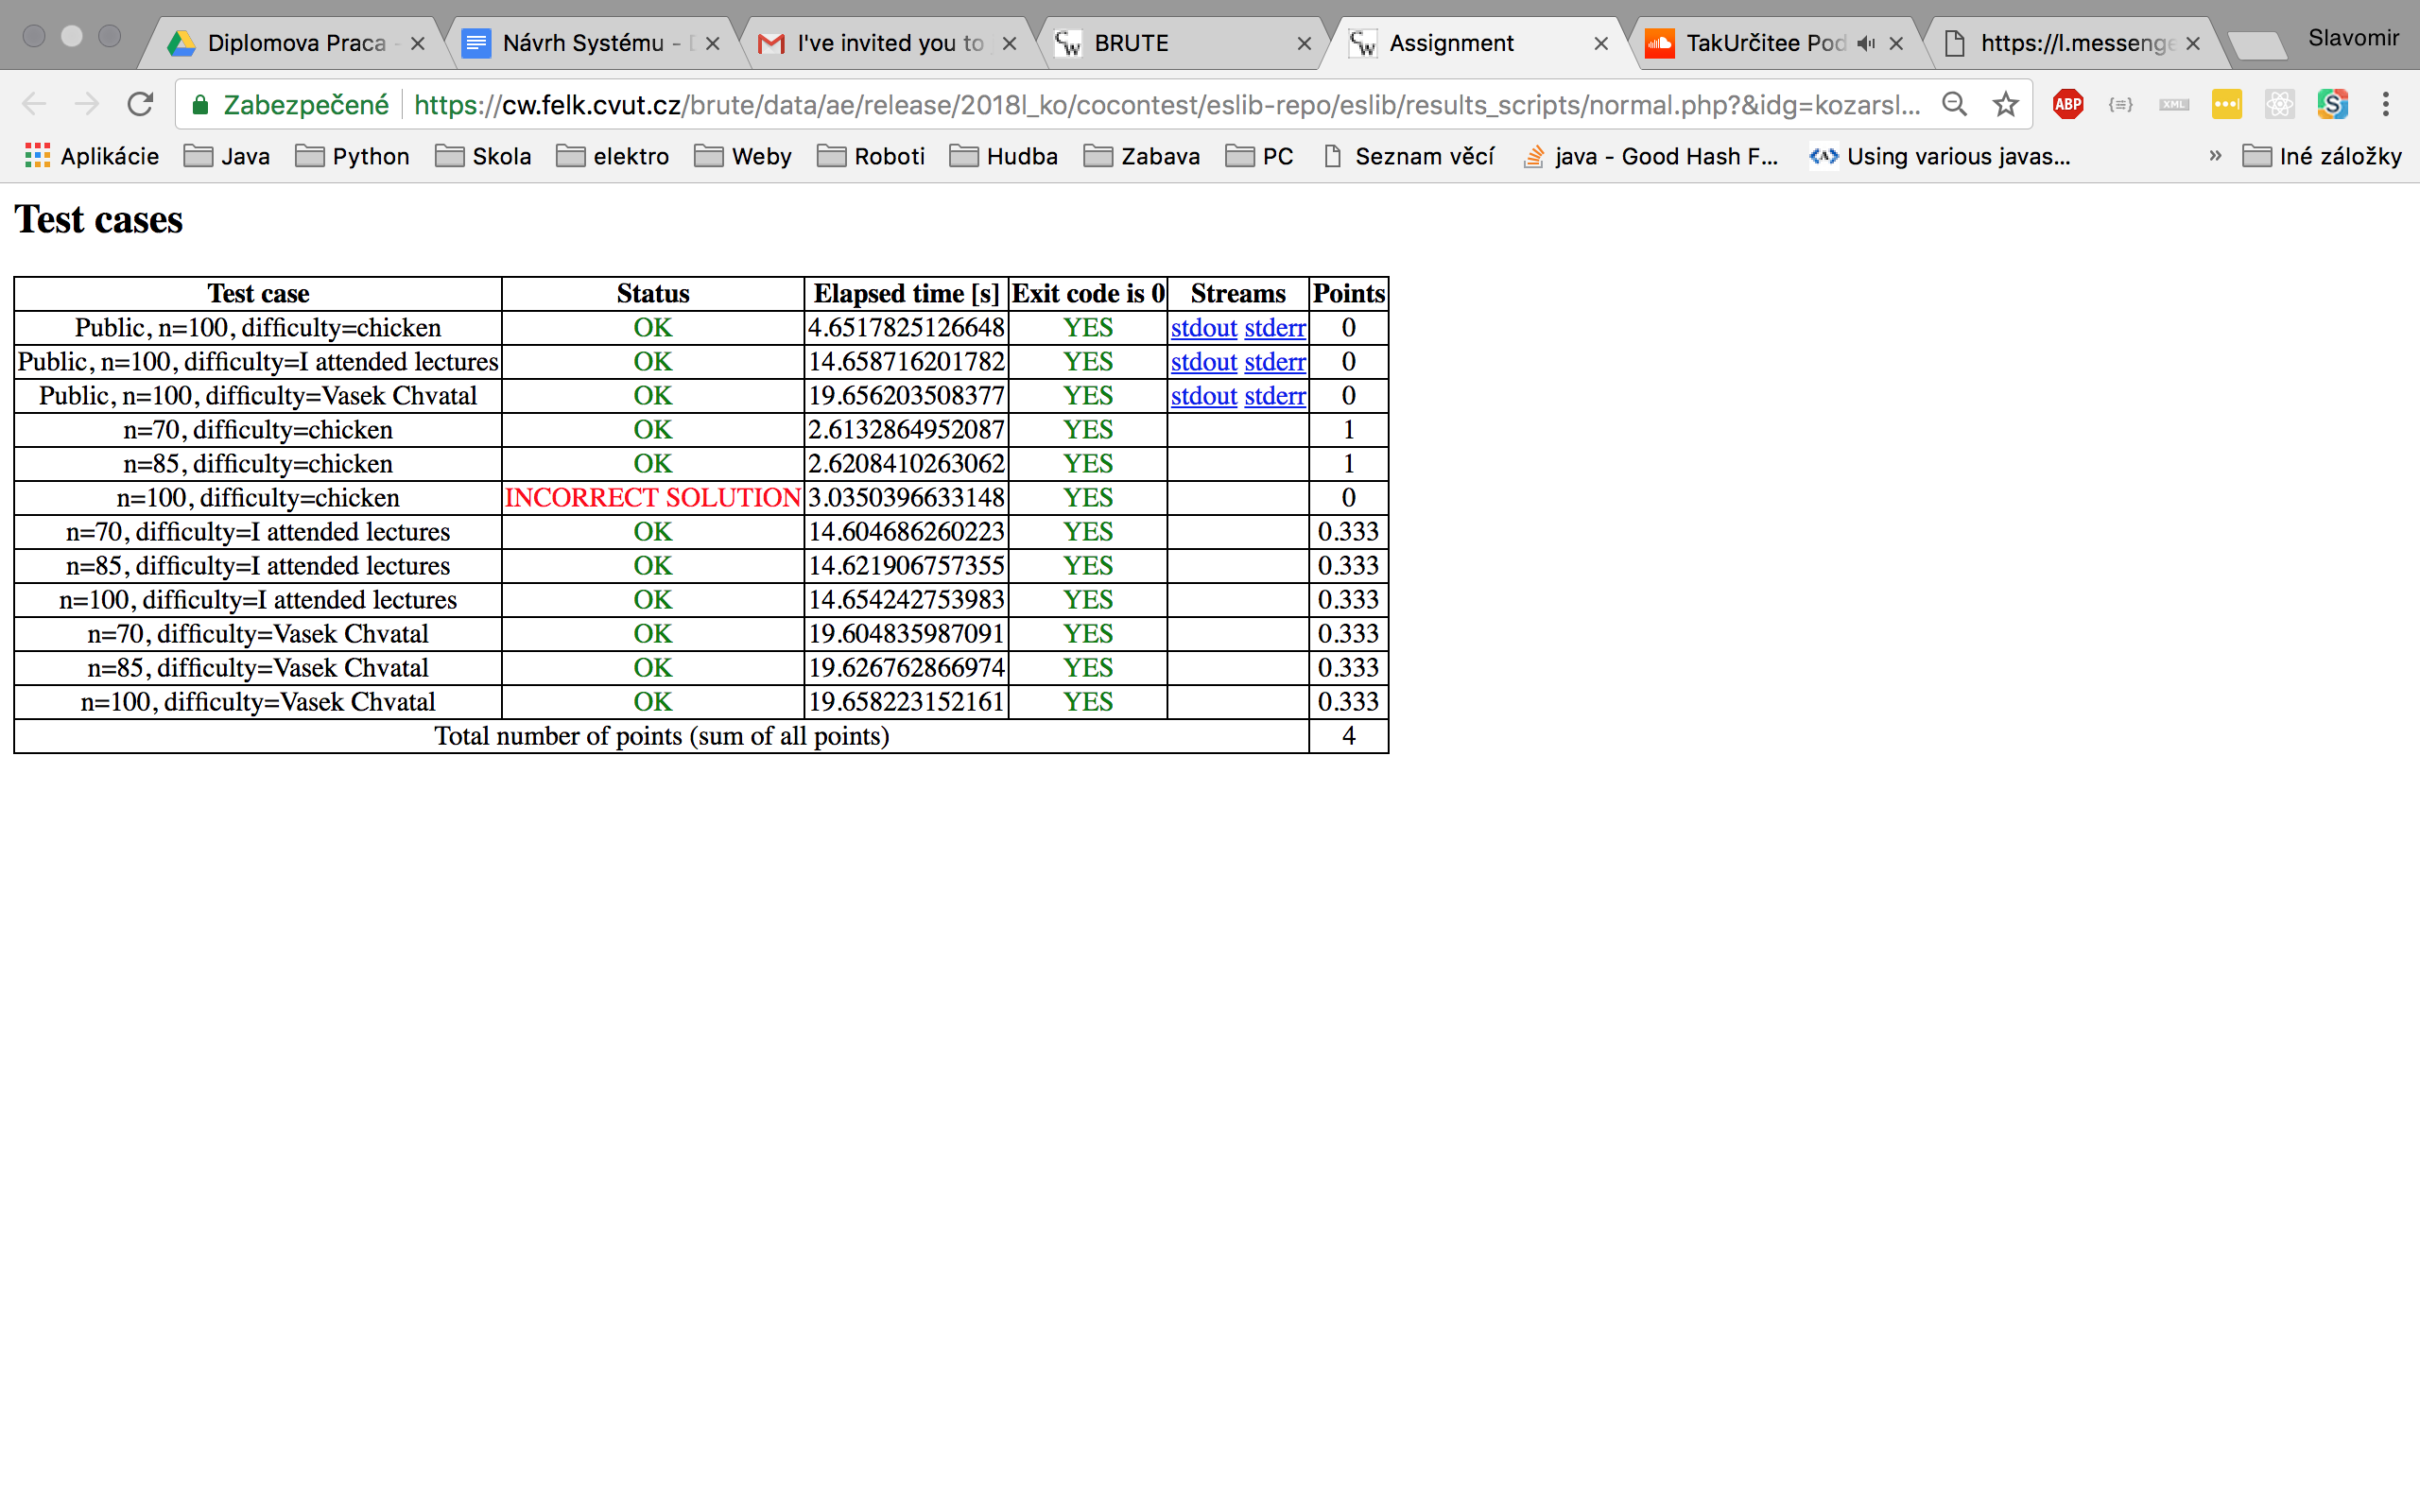 Diplomova Praca - Návrh Systému - I've invited you to BRUTE Assignment TakUrčitee Pod https://l.messenge Slavomir
Zabezpečené https://cw.felk.cvut.cz/brute/data/ae/release/2018l_ko/cocontest/eslib-repo/eslib/results_scripts/normal.php?&idg=kozarsl... ABP {=} XML S
Aplikácie Java Python Skola elektro Weby Roboti Hudba Zabava PC Seznam věcí java - Good Hash F... Using various javas... » Iné záložky
Test cases
Test case Status Elapsed time [s] Exit code is 0 Streams Points
Public, n=100, difficulty=chicken OK 4.6517825126648 YES stdout stderr 0
Public, n=100, difficulty=I attended lectures OK 14.658716201782 YES stdout stderr 0
Public, n=100, difficulty=Vasek Chvatal OK 19.656203508377 YES stdout stderr 0
n=70, difficulty=chicken OK 2.6132864952087 YES 1
n=85, difficulty=chicken OK 2.6208410263062 YES 1
n=100, difficulty=chicken INCORRECT SOLUTION 3.0350396633148 YES 0
n=70, difficulty=I attended lectures OK 14.604686260223 YES 0.333
n=85, difficulty=I attended lectures OK 14.621906757355 YES 0.333
n=100, difficulty=I attended lectures OK 14.654242753983 YES 0.333
n=70, difficulty=Vasek Chvatal OK 19.604835987091 YES 0.333
n=85, difficulty=Vasek Chvatal OK 19.626762866974 YES 0.333
n=100, difficulty=Vasek Chvatal OK 19.658223152161 YES 0.333
Total number of points (sum of all points) 4